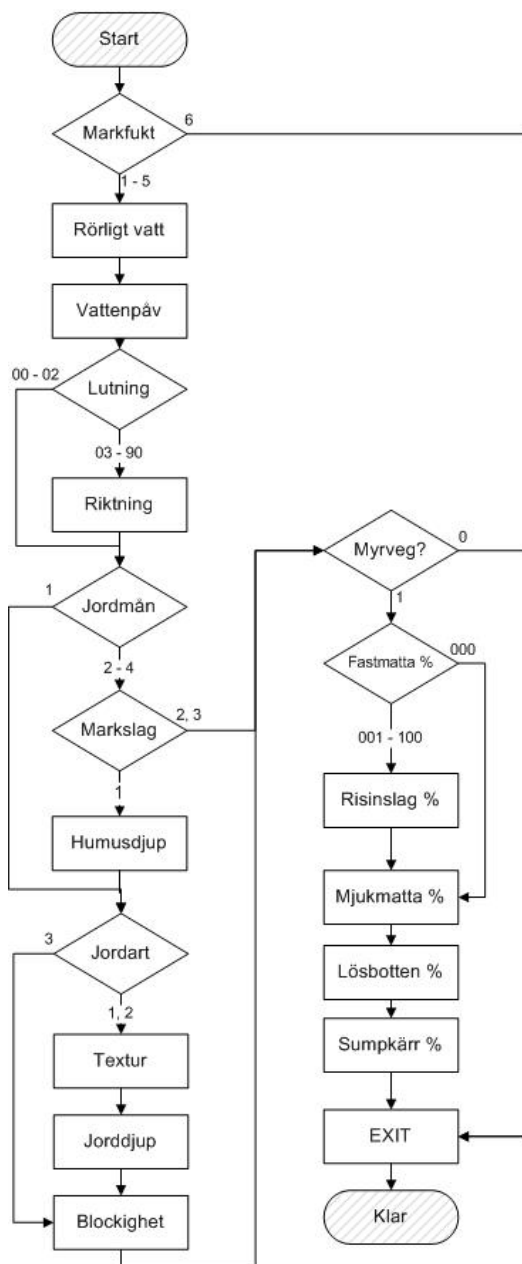 Start
Markfukt
6
1 - 5
Rörligt vatt
Vattenpåv
00 - 02
Lutning
03 - 90
Riktning
1
Jordmån
2 - 4
Markslag
2, 3
1
Humusdjup
3
Jordart
1, 2
Textur
Jorddjup
Blockighet
Myrveg?
0
1
Fastmatta %
000
001 - 100
Risinslag %
Mjukmatta %
Lösbotten %
Sumpkärr %
EXIT
Klar